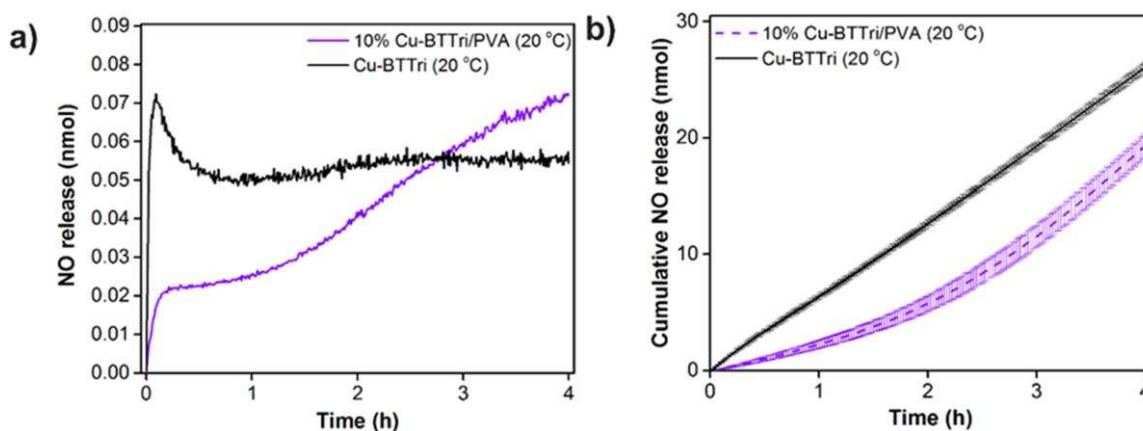 a)
10% Cu-BTTri/PVA (20 °C)
Cu-BTTri (20 °C)
NO release (nmol)
0.08
0.07
0.06
0.05
0.04
0.03
0.02
0.01
0.00
0 1 2 3 4
Time (h)
b)
10% Cu-BTTri/PVA (20 °C)
Cu-BTTri (20 °C)
Cumulative NO release (nmol)
30
20
10
0
0 1 2 3 4
Time (h)